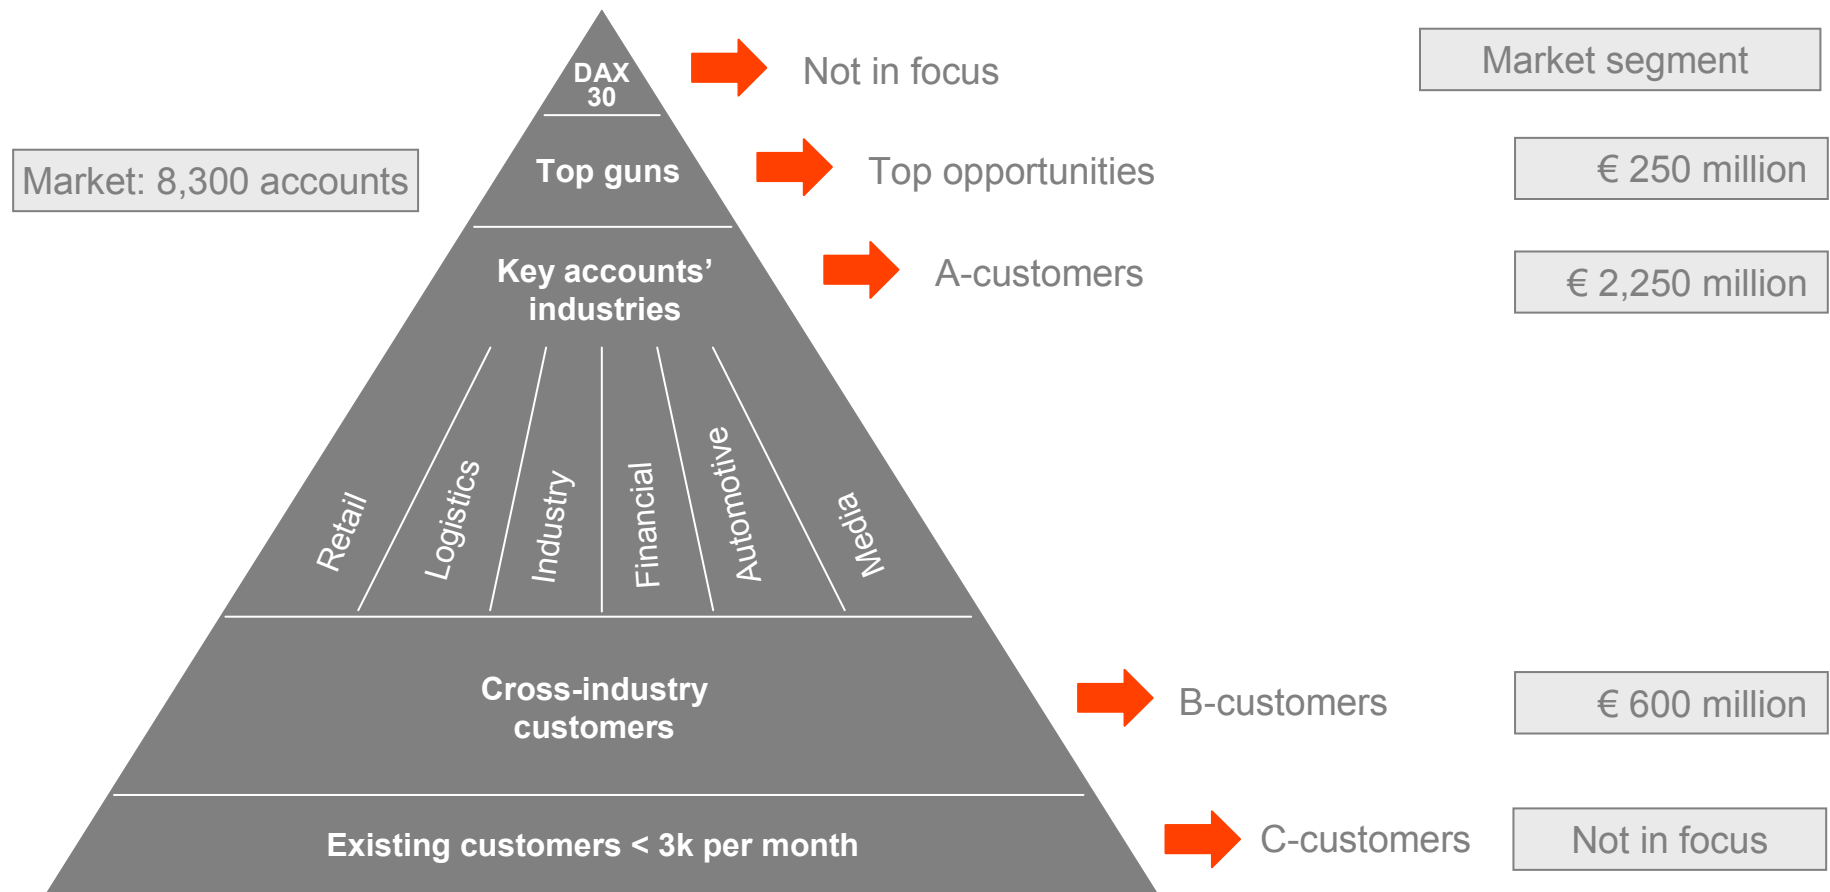 DAX
30
Not in focus
Market segment
Market: 8,300 accounts
Top guns
Top opportunities
€ 250 million
Key accounts’
industries
A-customers
€ 2,250 million
Retail
Logistics
Industry
Financial
Automotive
Media
Cross-industry
customers
B-customers
€ 600 million
Existing customers < 3k per month
C-customers
Not in focus